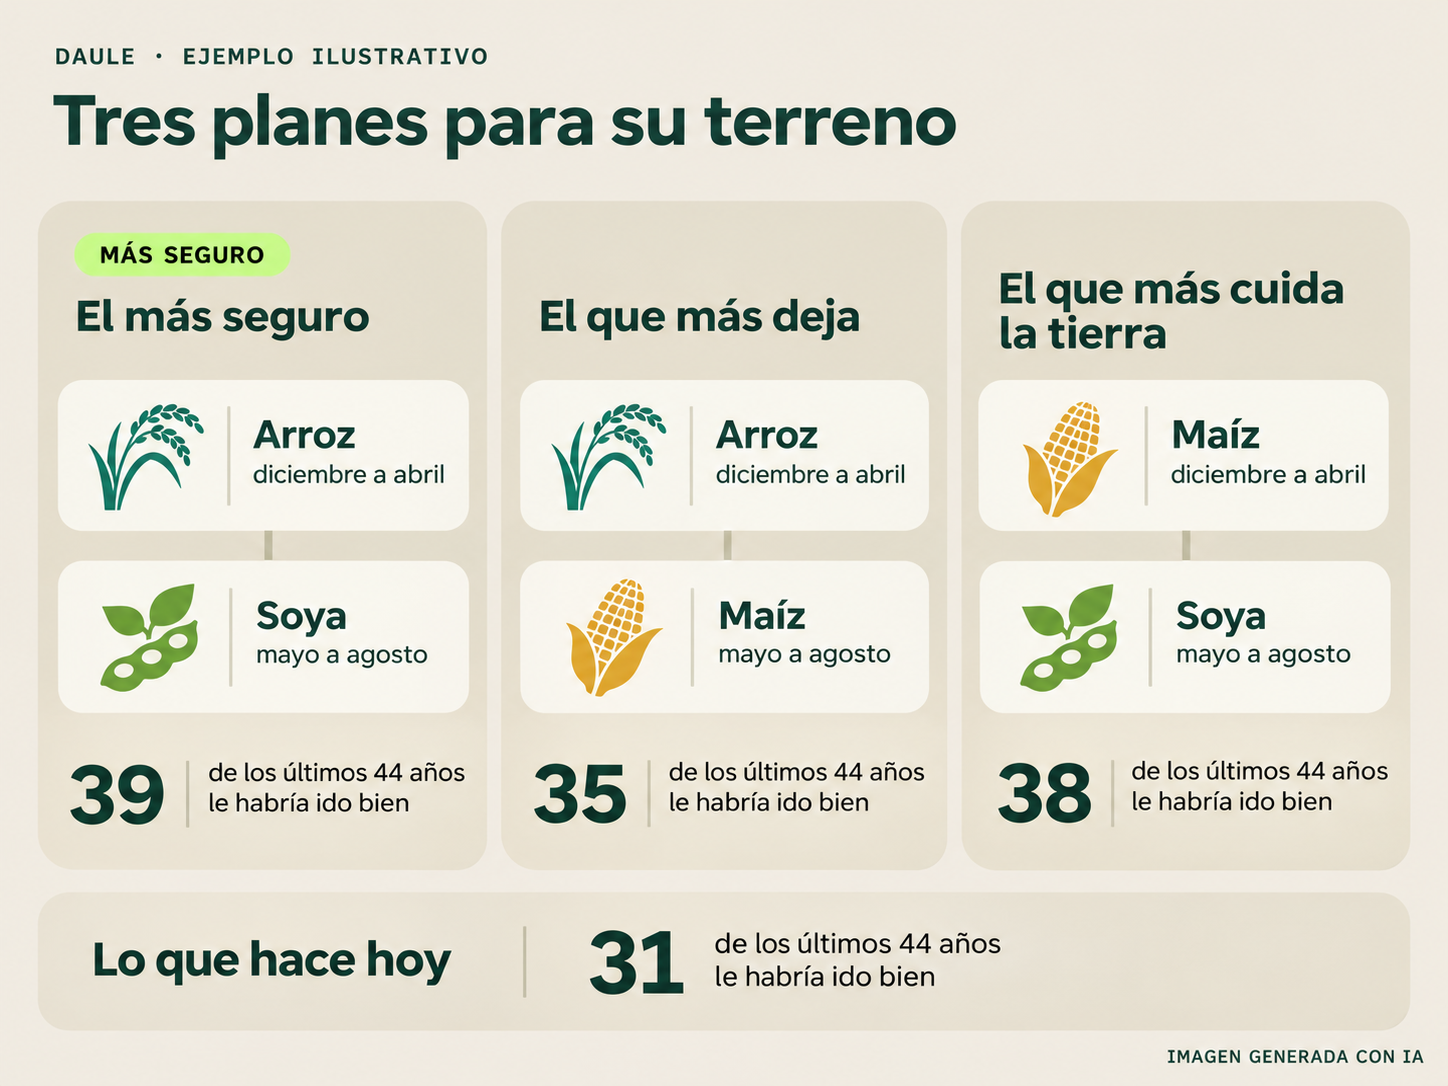 DAULE · EJEMPLO ILUSTRATIVO
Tres planes para su terreno
MÁS SEGURO
El más seguro
Arroz
diciembre a abril
Soya
mayo a agosto
39
de los últimos 44 años
le habría ido bien
El que más deja
Arroz
diciembre a abril
Maíz
mayo a agosto
35
de los últimos 44 años
le habría ido bien
El que más cuida
la tierra
Maíz
diciembre a abril
Soya
mayo a agosto
38
de los últimos 44 años
le habría ido bien
Lo que hace hoy
31
de los últimos 44 años
le habría ido bien
IMAGEN GENERADA CON IA